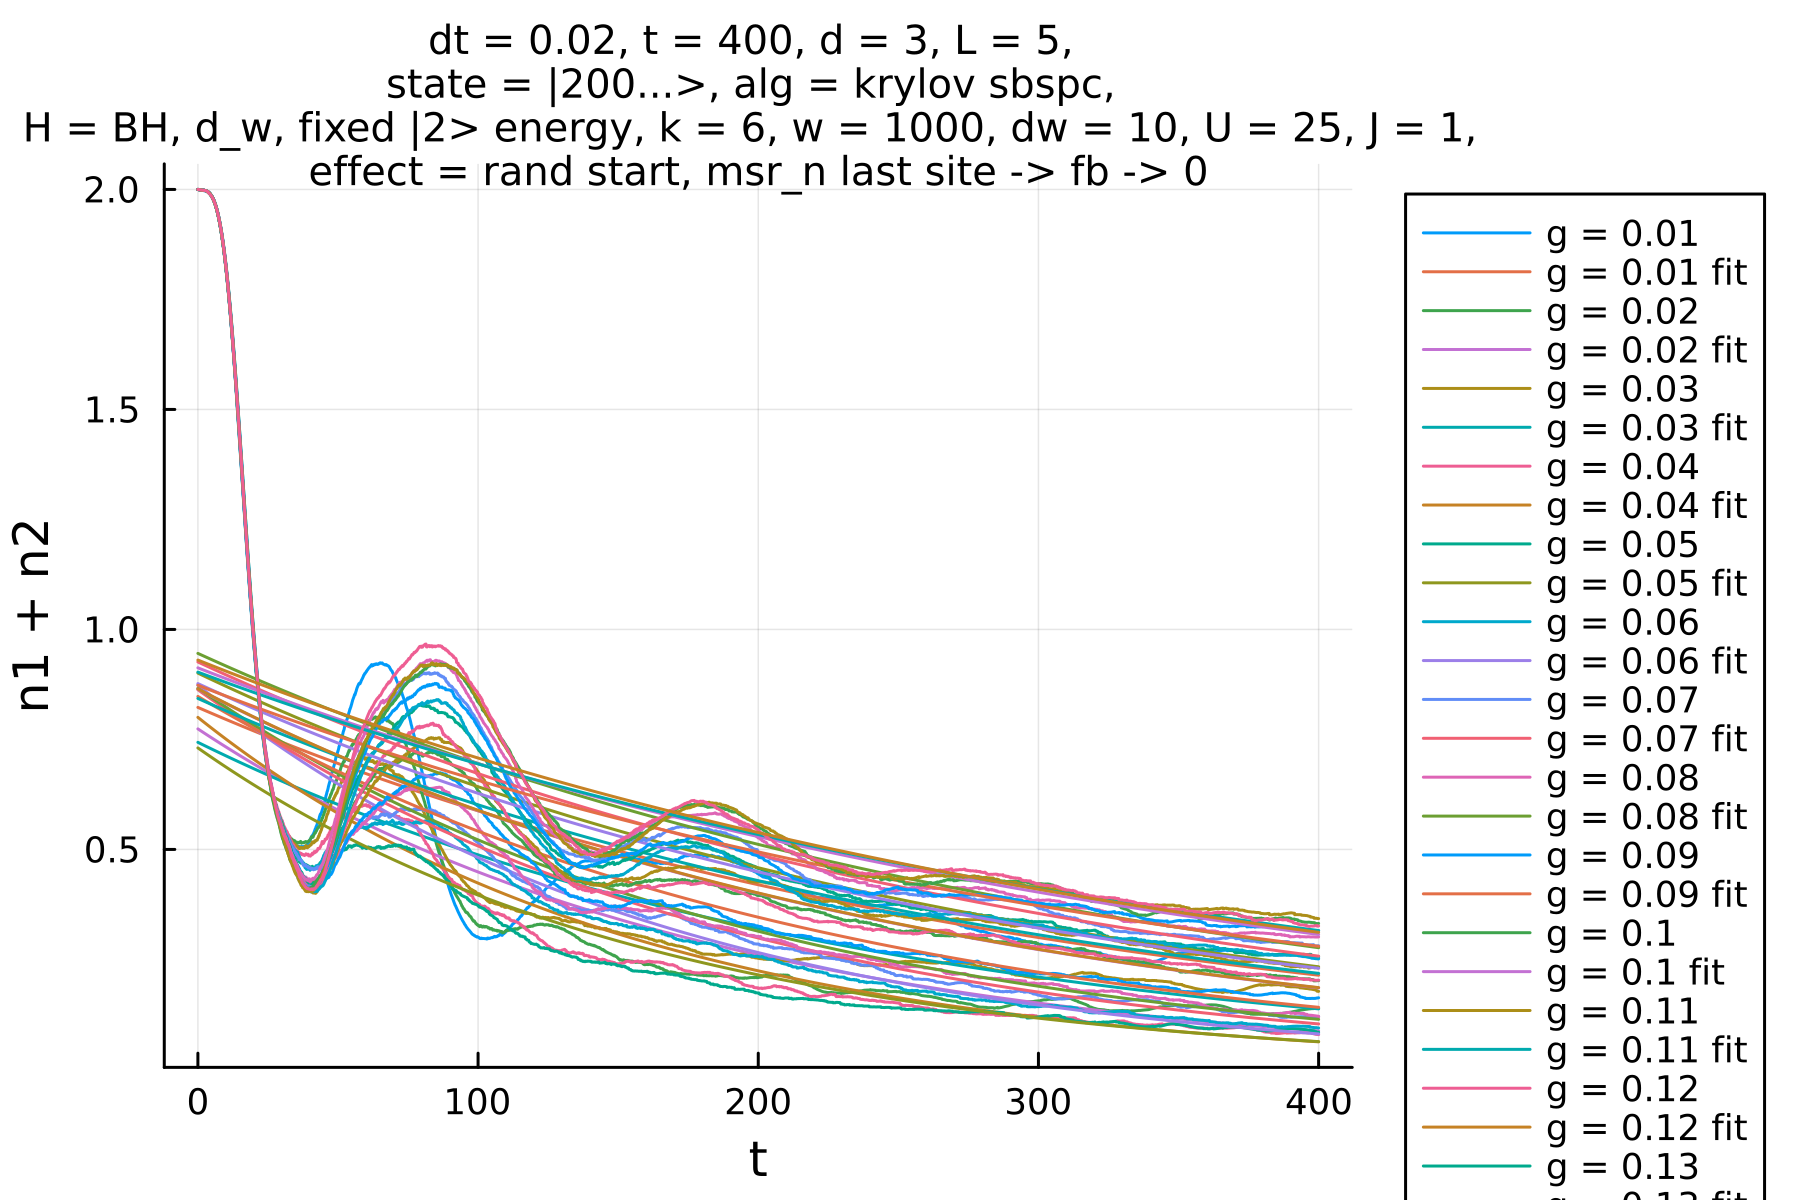 dt = 0.02, t = 400, d = 3, L = 5,
state = |200...>, alg = krylov sbspc,
H = BH, d_w, fixed |2> energy, k = 6, w = 1000, dw = 10, U = 25, J = 1,
effect = rand start, msr_n last site -> fb -> 0
n1 + n2
2.0
1.5
1.0
0.5
0
100
200
300
400
t
g = 0.01
g = 0.01 fit
g = 0.02
g = 0.02 fit
g = 0.03
g = 0.03 fit
g = 0.04
g = 0.04 fit
g = 0.05
g = 0.05 fit
g = 0.06
g = 0.06 fit
g = 0.07
g = 0.07 fit
g = 0.08
g = 0.08 fit
g = 0.09
g = 0.09 fit
g = 0.1
g = 0.1 fit
g = 0.11
g = 0.11 fit
g = 0.12
g = 0.12 fit
g = 0.13